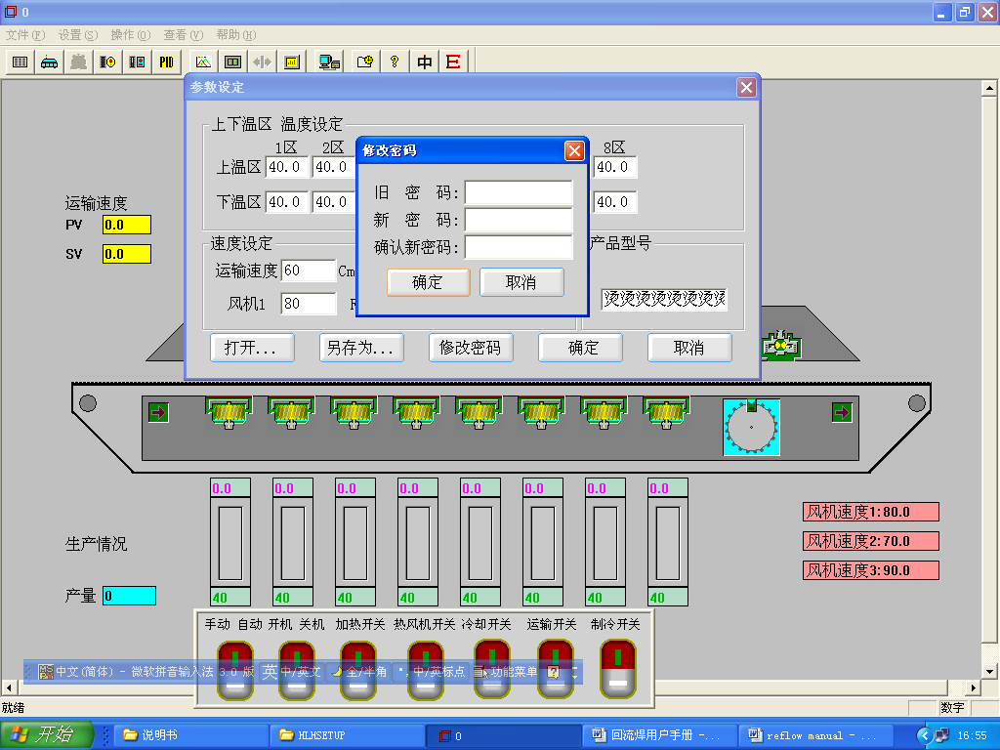 0
文件(F) 设置(S) 操作(O) 查看(V) 帮助(H)
PID ? 中 E
参数设定
上下温区 温度设定
1区 2区 8区
上温区 40.0 40.0 40.0
下温区 40.0 40.0 40.0
修改密码
旧 密 码:
新 密 码:
确认新密码:
确定 取消
运输速度
PV 0.0
SV 0.0
速度设定
运输速度 60 Cm
风机1 80 R
产品型号
烫烫烫烫烫烫烫烫
打开... 另存为... 修改密码 确定 取消
0.0 0.0 0.0 0.0 0.0 0.0 0.0 0.0
风机速度1:80.0
风机速度2:70.0
风机速度3:90.0
生产情况
产量 0
40 40 40 40 40 40 40 40
手动 自动 开机 关机 加热开关 热风机开关 冷却开关 运输开关 制冷开关
中文(简体) - 微软拼音输入法 3.0 版 英 中/英文 全/半角 °, 中/英标点 功能菜单 ?
就绪 数字
开始 说明书 HLHSETUP 0 回流焊用户手册 -... reflow manual - ... 16:55